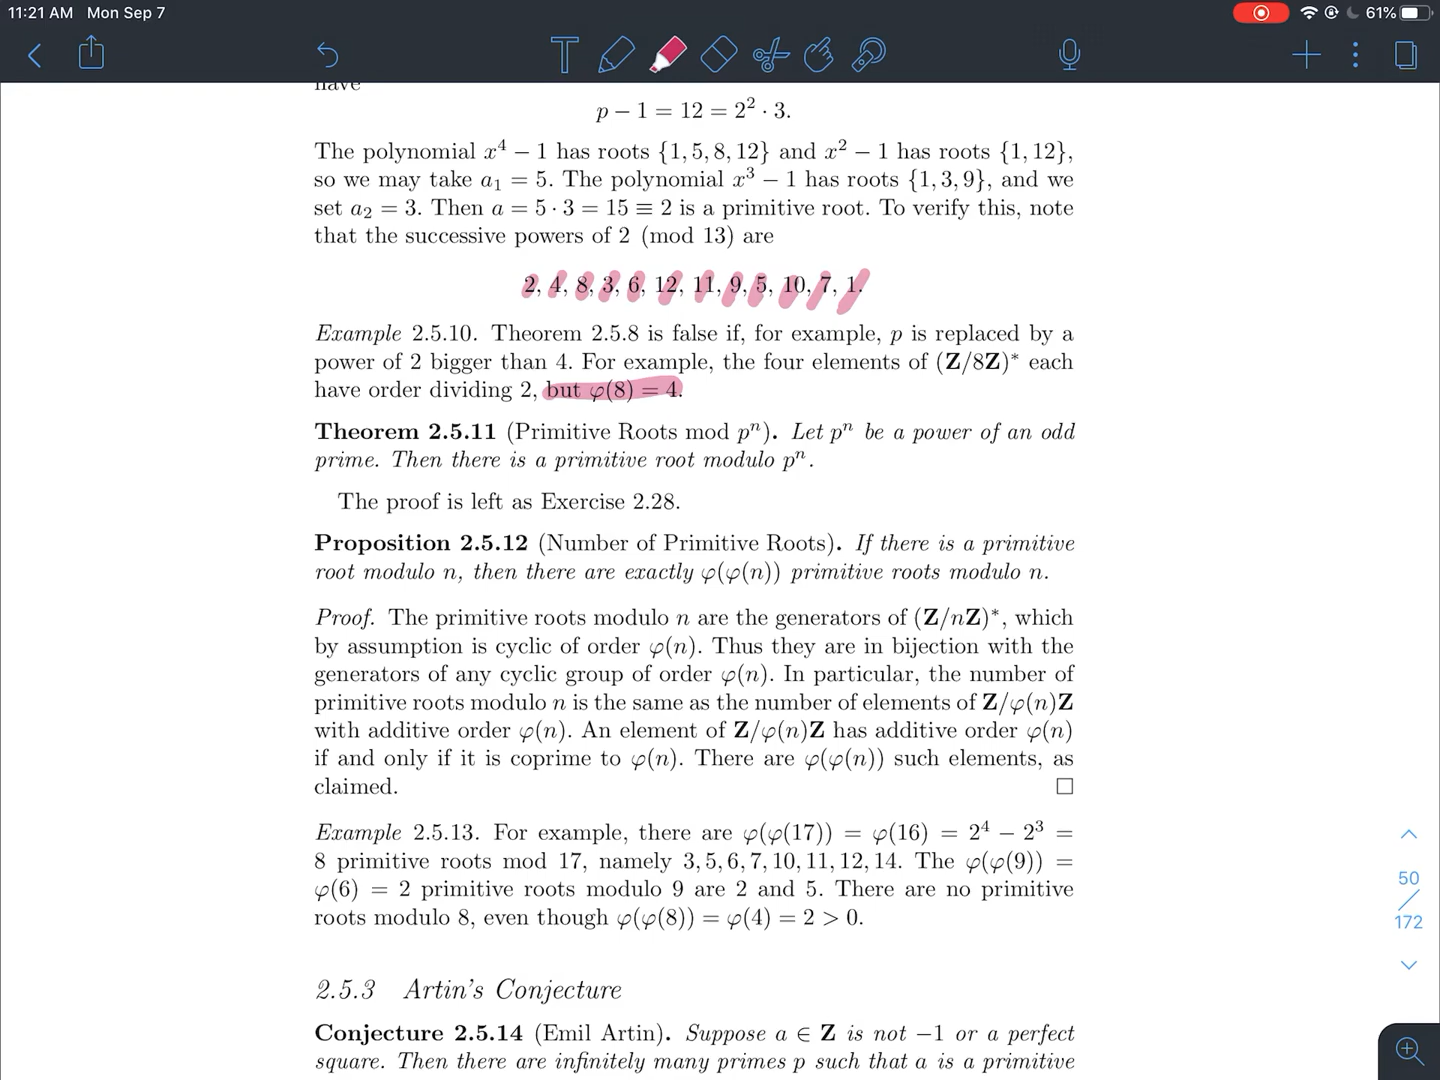 11:21 AM Mon Sep 7
61%
have
p − 1 = 12 = 2² · 3.
The polynomial x⁴ − 1 has roots {1, 5, 8, 12} and x² − 1 has roots {1, 12},
so we may take a₁ = 5. The polynomial x³ − 1 has roots {1, 3, 9}, and we
set a₂ = 3. Then a = 5 · 3 = 15 ≡ 2 is a primitive root. To verify this, note
that the successive powers of 2 (mod 13) are
2, 4, 8, 3, 6, 12, 11, 9, 5, 10, 7, 1.
Example 2.5.10. Theorem 2.5.8 is false if, for example, p is replaced by a
power of 2 bigger than 4. For example, the four elements of (Z/8Z)* each
have order dividing 2, but φ(8) = 4.
Theorem 2.5.11 (Primitive Roots mod pⁿ). Let pⁿ be a power of an odd
prime. Then there is a primitive root modulo pⁿ.
The proof is left as Exercise 2.28.
Proposition 2.5.12 (Number of Primitive Roots). If there is a primitive
root modulo n, then there are exactly φ(φ(n)) primitive roots modulo n.
Proof. The primitive roots modulo n are the generators of (Z/nZ)*, which
by assumption is cyclic of order φ(n). Thus they are in bijection with the
generators of any cyclic group of order φ(n). In particular, the number of
primitive roots modulo n is the same as the number of elements of Z/φ(n)Z
with additive order φ(n). An element of Z/φ(n)Z has additive order φ(n)
if and only if it is coprime to φ(n). There are φ(φ(n)) such elements, as
claimed. □
Example 2.5.13. For example, there are φ(φ(17)) = φ(16) = 2⁴ − 2³ =
8 primitive roots mod 17, namely 3, 5, 6, 7, 10, 11, 12, 14. The φ(φ(9)) =
φ(6) = 2 primitive roots modulo 9 are 2 and 5. There are no primitive
roots modulo 8, even though φ(φ(8)) = φ(4) = 2 > 0.
50
/
172
2.5.3 Artin's Conjecture
Conjecture 2.5.14 (Emil Artin). Suppose a ∈ Z is not −1 or a perfect
square. Then there are infinitely many primes p such that a is a primitive